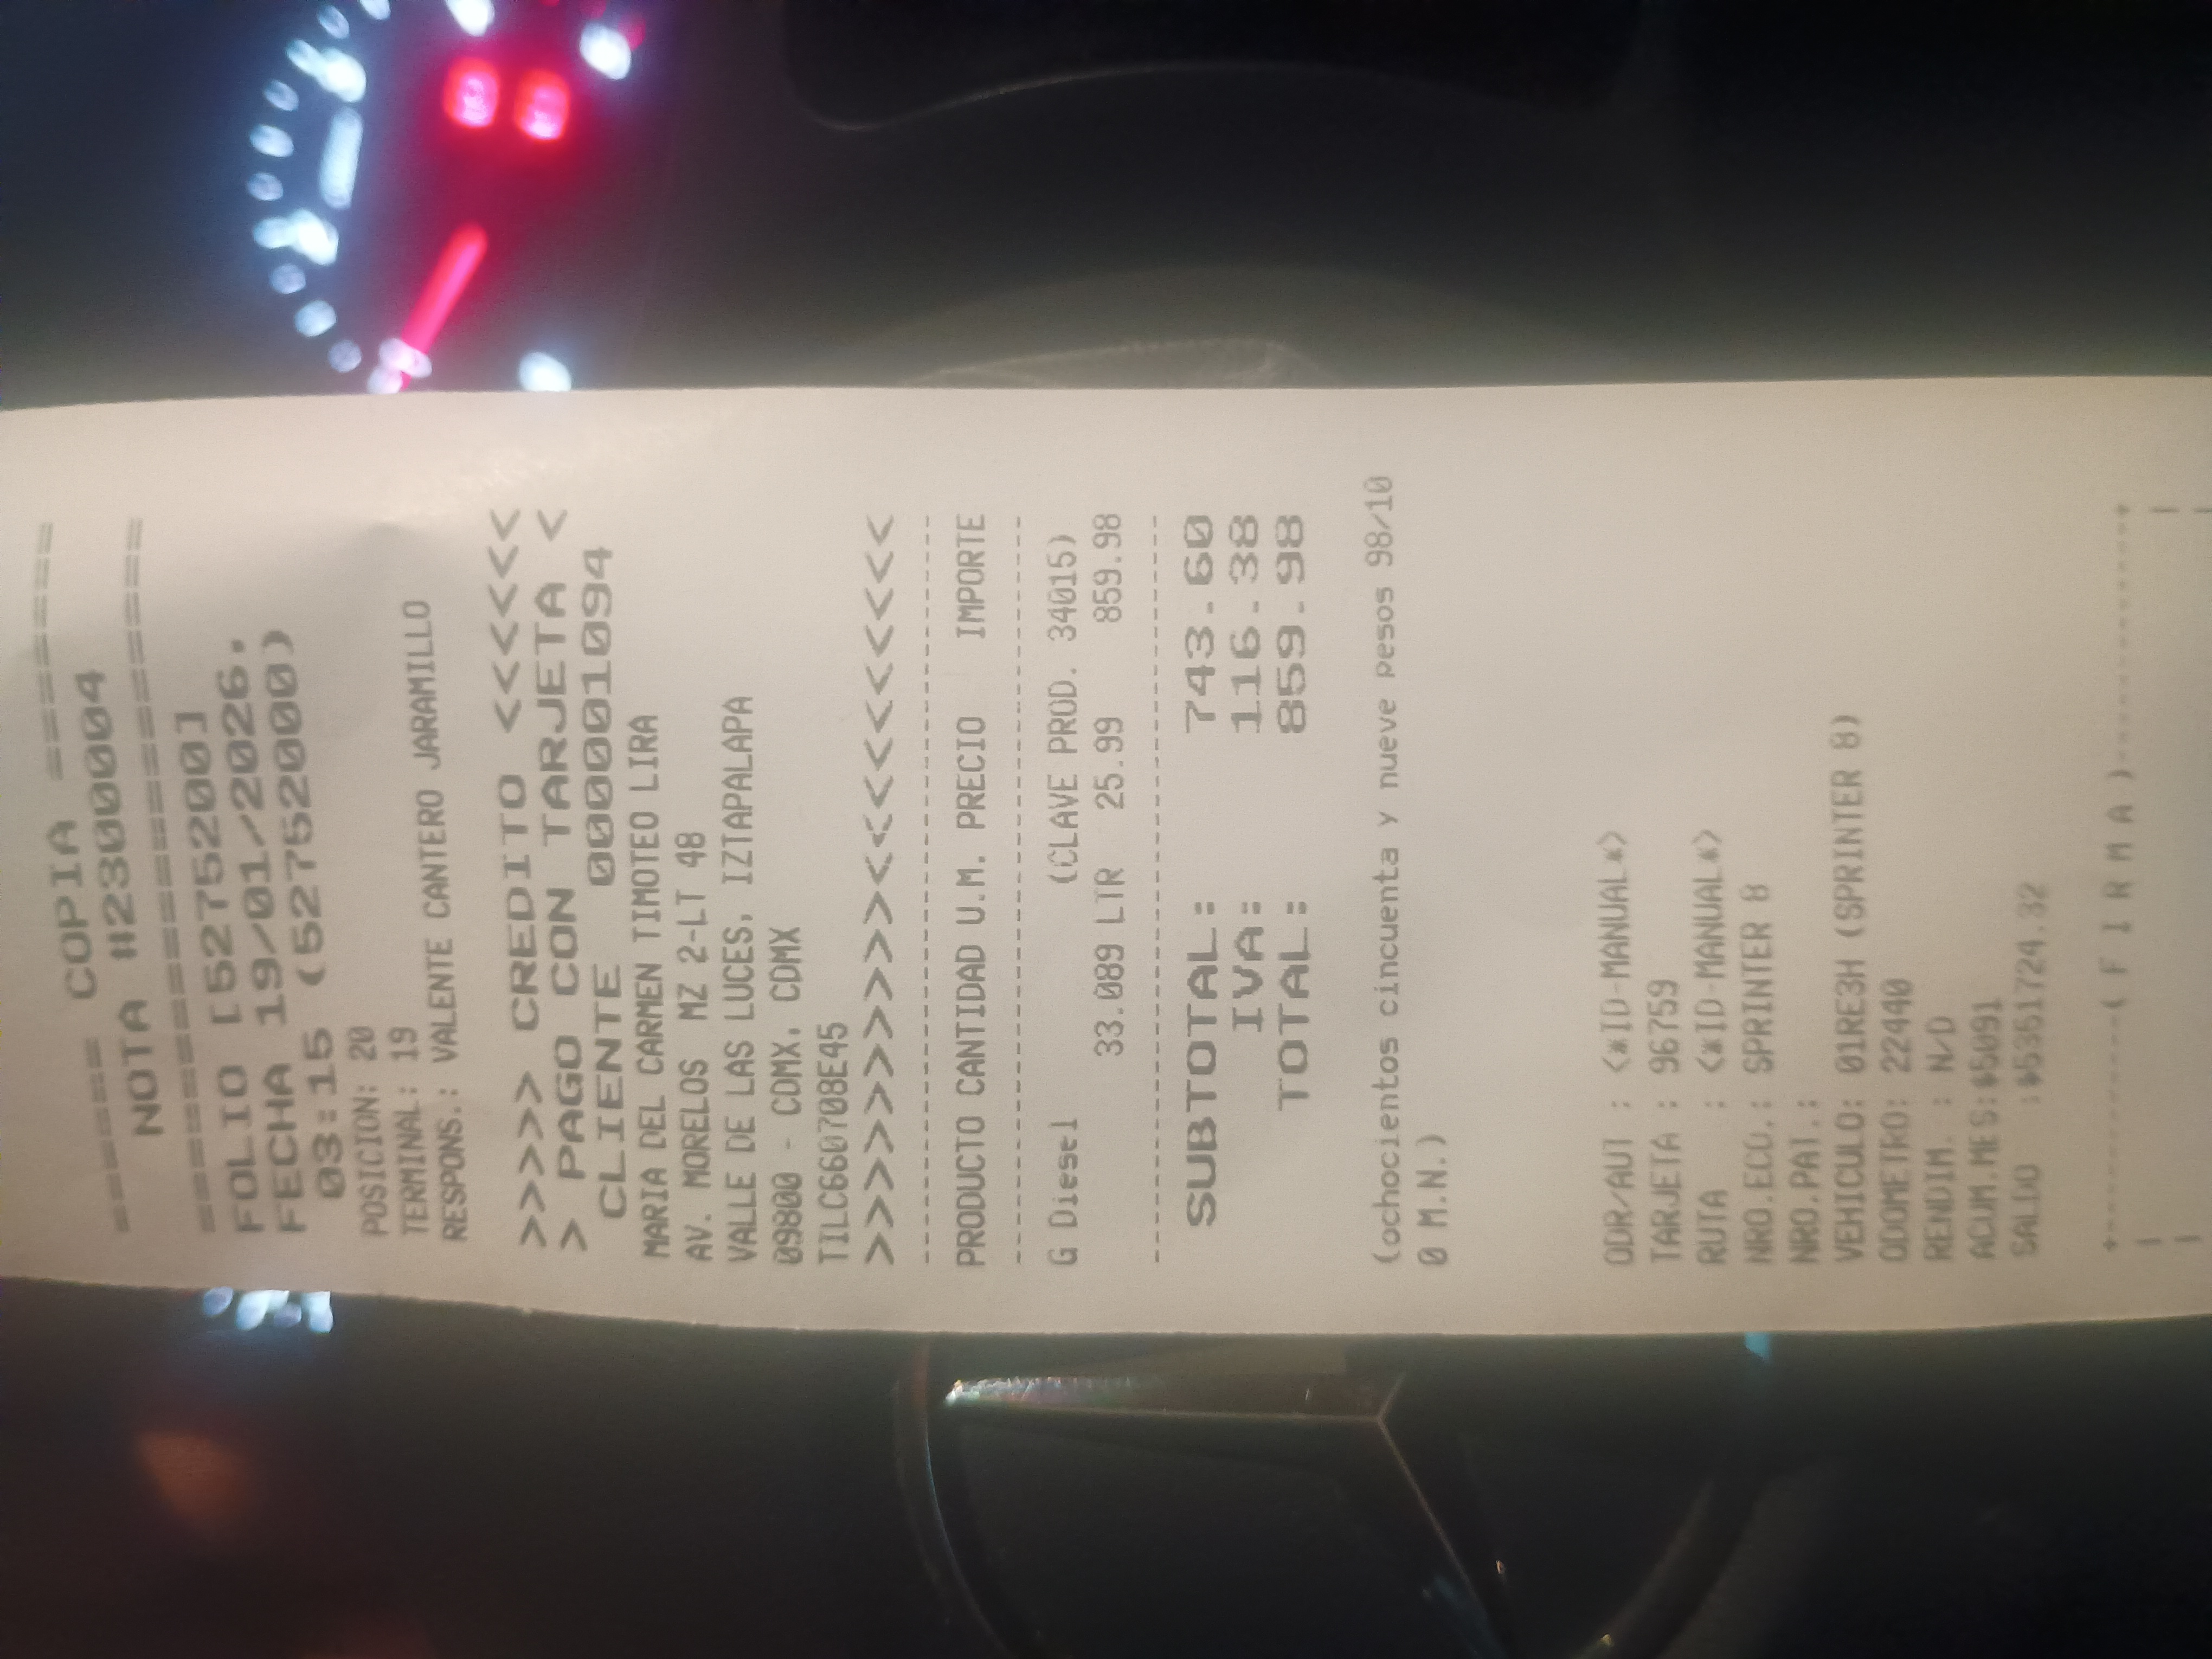 ====== COPIA ========
NOTA #2300004
=====================
FOLIO [5275200]
FECHA 19/01/2026,
03:15 (52752000)
POSICION: 20
TERMINAL: 19
RESPONS.: VALENTE CANTERO JARAMILLO
>>>>> CREDITO <<<<<<
> PAGO CON TARJETA <
CLIENTE 0000001094
MARIA DEL CARMEN TIMOTEO LIRA
AV. MORELOS MZ 2-LT 48
VALLE DE LAS LUCES, IZTAPALAPA
09800 - CDMX, CDMX
TILC660708E45
>>>>>>>>>><<<<<<<<<<
PRODUCTO CANTIDAD U.M. PRECIO IMPORTE
G Diesel (CLAVE PROD. 34015)
33.089 LTR 25.99 859.98
SUBTOTAL: 743.60
IVA: 116.38
TOTAL: 859.98
(ochocientos cincuenta y nueve pesos 98/10
0 M.N.)
ODR/AUT : <*ID-MANUAL*>
TARJETA : 96759
RUTA : <*ID-MANUAL*>
NRO.ECO.: SPRINTER 8
NRO.PAT.:
VEHICULO: 01RE3H (SPRINTER 8)
ODOMETRO: 22440
RENDIM. : N/D
ACUM.MES:$5091
SALDO :$5351724.32
+---------( F I R M A )---------+